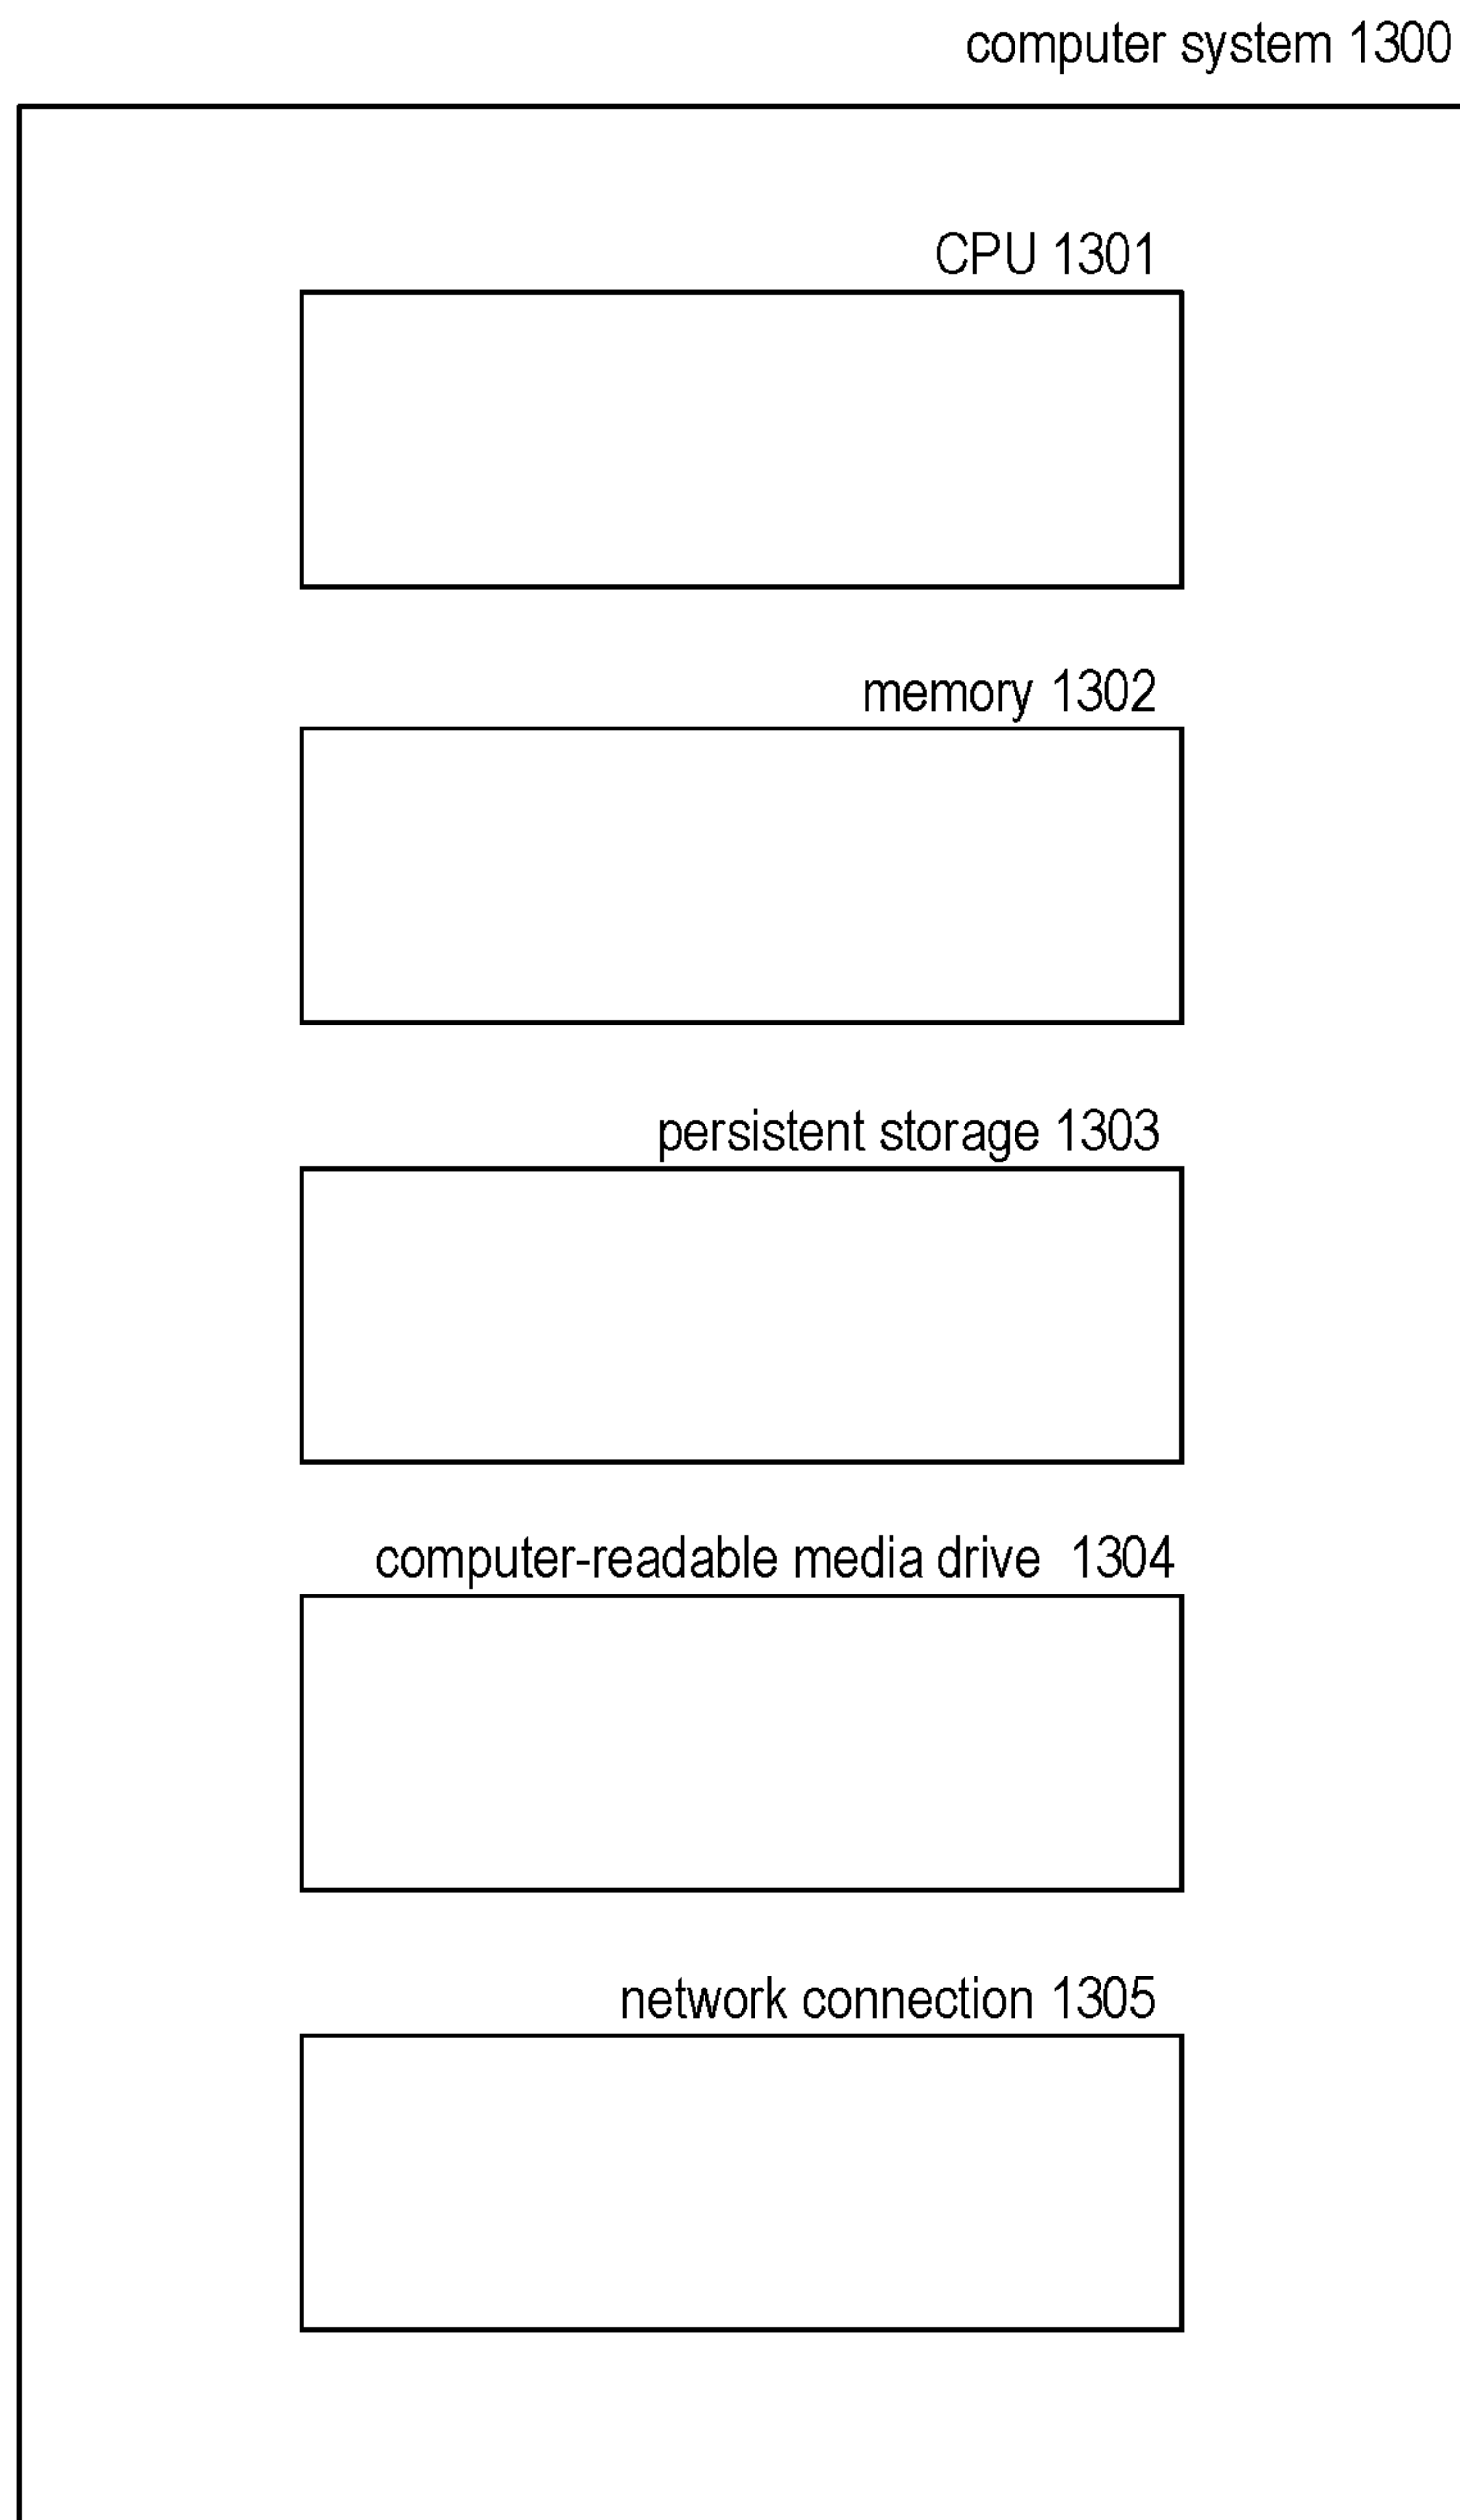 computer system 1300
CPU 1301
memory 1302
persistent storage 1303
computer-readable media drive 1304
network connection 1305